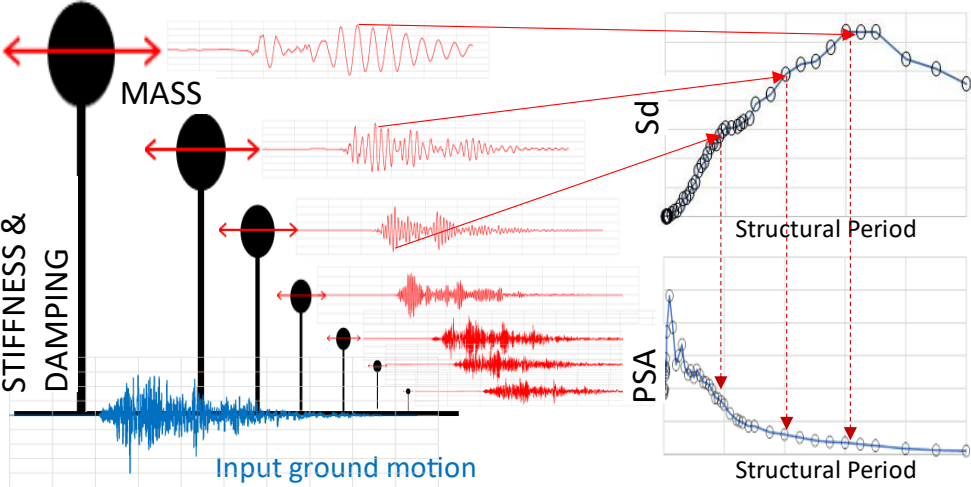 MASS
STIFFNESS &
DAMPING
Input ground motion
Sd
Structural Period
PSA
Structural Period